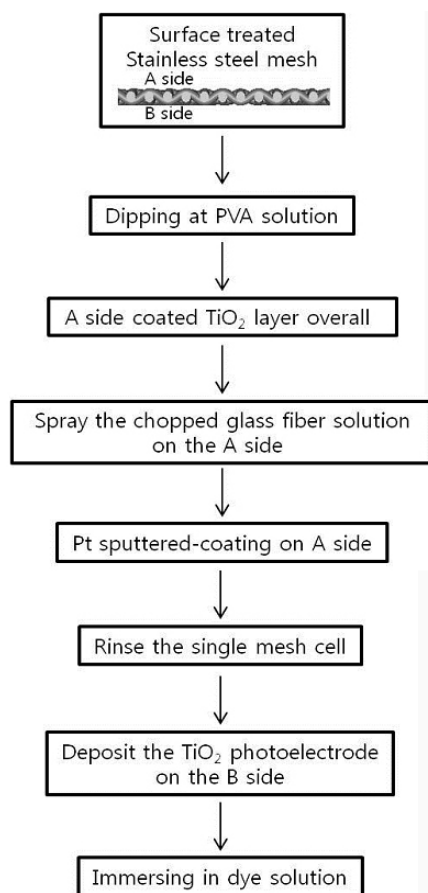 Surface treated
Stainless steel mesh
A side
B side
Dipping at PVA solution
A side coated TiO₂ layer overall
Spray the chopped glass fiber solution
on the A side
Pt sputtered-coating on A side
Rinse the single mesh cell
Deposit the TiO₂ photoelectrode
on the B side
Immersing in dye solution